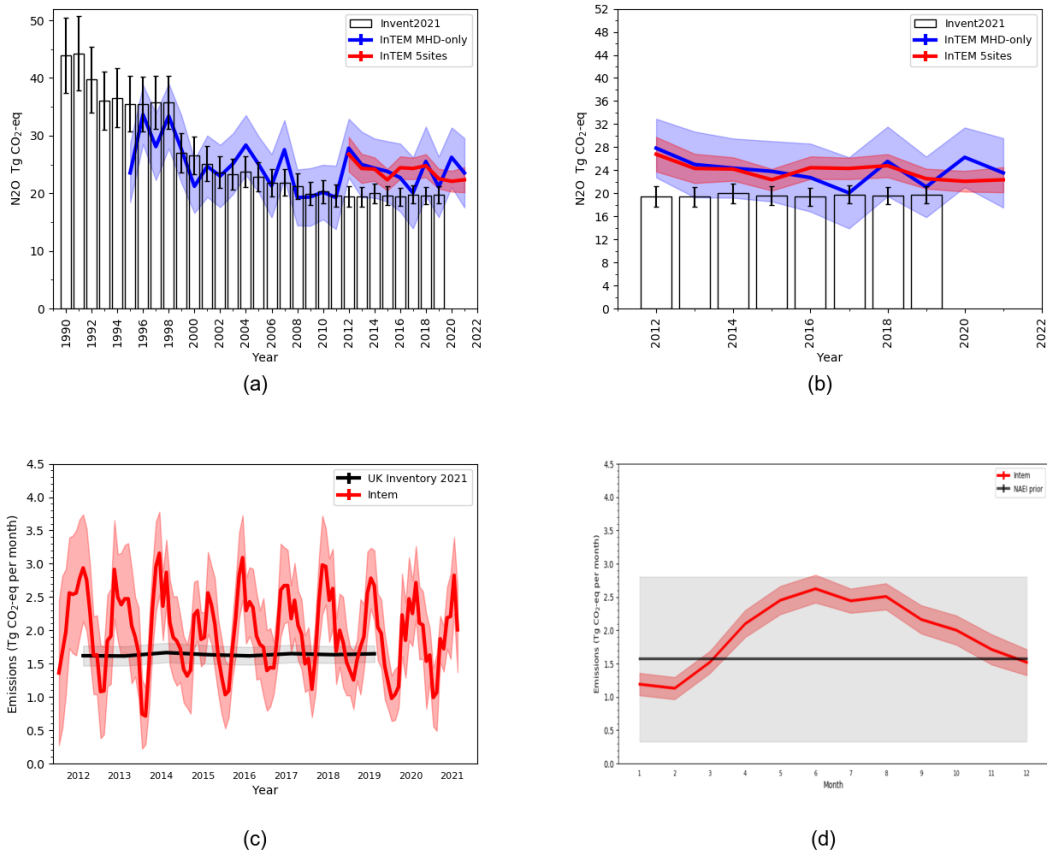 Invent2021
InTEM MHD-only
InTEM 5sites
N2O Tg CO₂-eq
50
40
30
20
10
0
1990
1992
1994
1996
1998
2000
2002
2004
2006
2008
2010
2012
2014
2016
2018
2020
2022
Year
(a)
Invent2021
InTEM MHD-only
InTEM 5sites
N2O Tg CO₂-eq
52
48
44
40
36
32
28
24
20
16
12
8
4
0
2012
2014
2016
2018
2020
2022
Year
(b)
UK Inventory 2021
Intem
Emissions (Tg CO₂-eq per month)
4.5
4.0
3.5
3.0
2.5
2.0
1.5
1.0
0.5
0.0
2012 2013 2014 2015 2016 2017 2018 2019 2020 2021
Year
(c)
Intem
NAEI prior
Emissions (Tg CO₂-eq per month)
4.5
4.0
3.5
3.0
2.5
2.0
1.5
1.0
0.5
0.0
1 2 3 4 5 6 7 8 9 10 11 12
Month
(d)